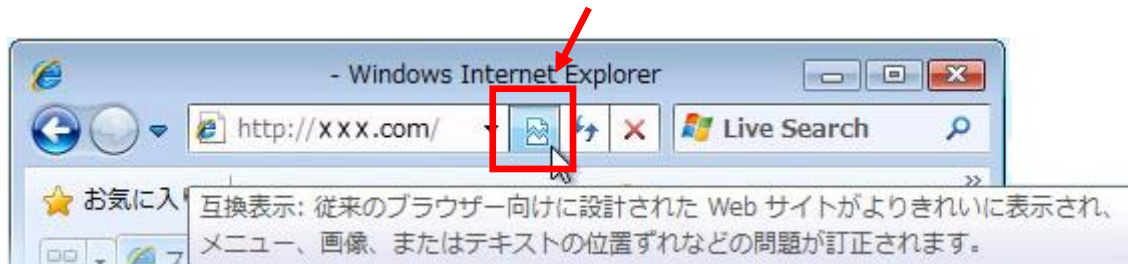 - Windows Internet Explorer
http://xxx.com/
Live Search
お気に入り
互換表示: 従来のブラウザー向けに設計された Web サイトがよりきれいに表示され、
メニュー、画像、またはテキストの位置ずれなどの問題が訂正されます。
フ